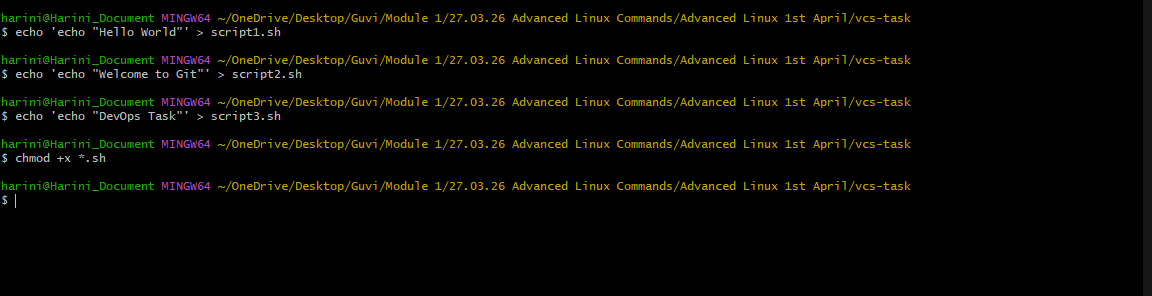 harini@Harini_Document MINGW64 ~/OneDrive/Desktop/Guvi/Module 1/27.03.26 Advanced Linux Commands/Advanced Linux 1st April/vcs-task
$ echo 'echo "Hello World"' > script1.sh
harini@Harini_Document MINGW64 ~/OneDrive/Desktop/Guvi/Module 1/27.03.26 Advanced Linux Commands/Advanced Linux 1st April/vcs-task
$ echo 'echo "Welcome to Git"' > script2.sh
harini@Harini_Document MINGW64 ~/OneDrive/Desktop/Guvi/Module 1/27.03.26 Advanced Linux Commands/Advanced Linux 1st April/vcs-task
$ echo 'echo "DevOps Task"' > script3.sh
harini@Harini_Document MINGW64 ~/OneDrive/Desktop/Guvi/Module 1/27.03.26 Advanced Linux Commands/Advanced Linux 1st April/vcs-task
$ chmod +x *.sh
harini@Harini_Document MINGW64 ~/OneDrive/Desktop/Guvi/Module 1/27.03.26 Advanced Linux Commands/Advanced Linux 1st April/vcs-task
$